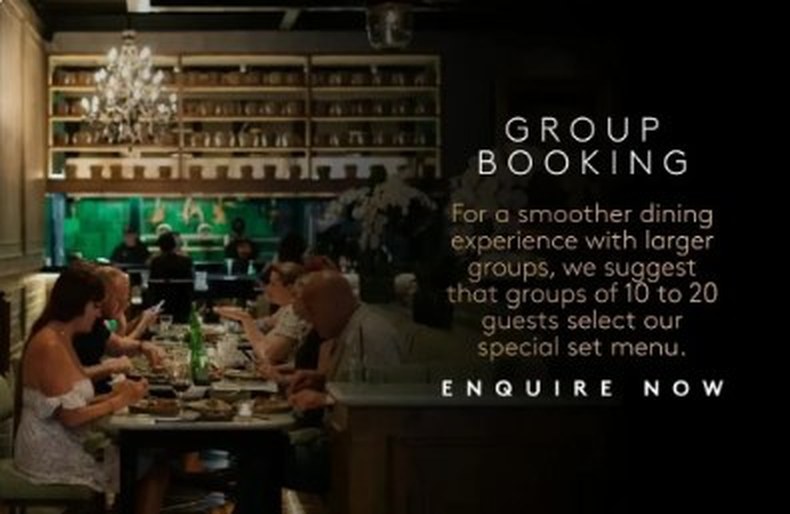 GROUP
BOOKING
For a smoother dining
experience with larger
groups, we suggest
that groups of 10 to 20
guests select our
special set menu.
ENQUIRE NOW